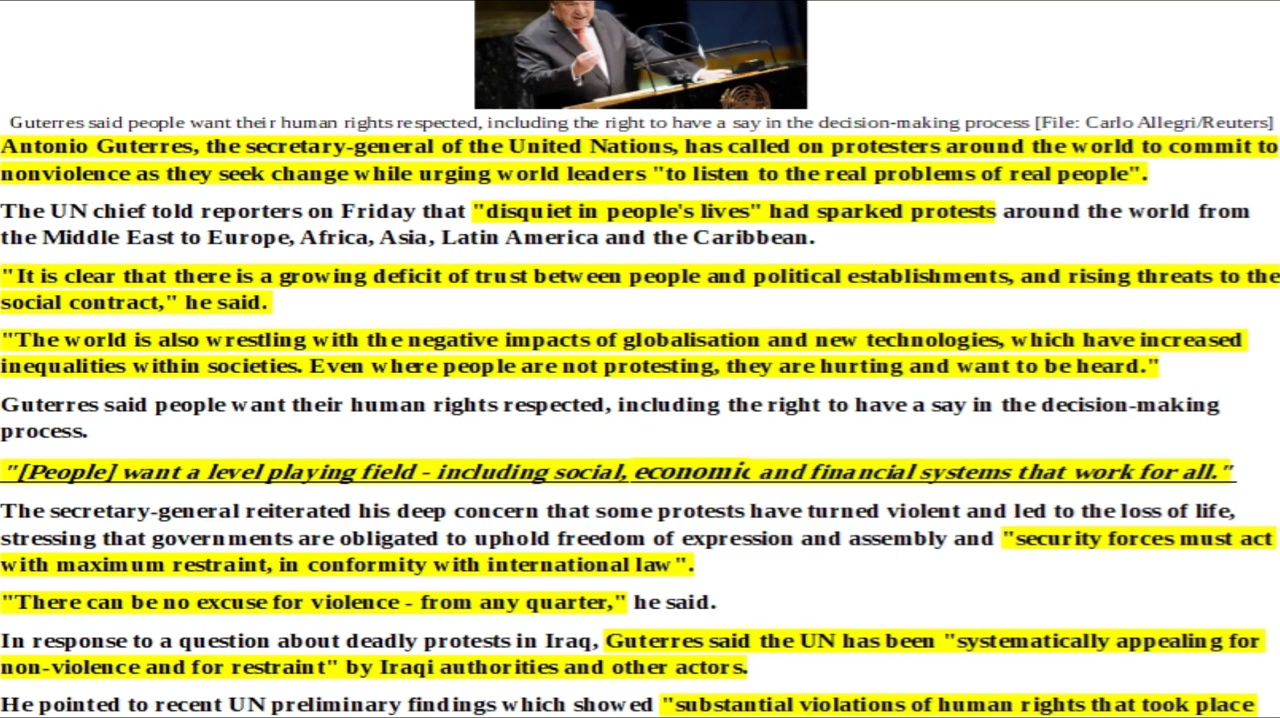 Guterres said people want their human rights respected, including the right to have a say in the decision-making process [File: Carlo Allegri/Reuters]
Antonio Guterres, the secretary-general of the United Nations, has called on protesters around the world to commit to
nonviolence as they seek change while urging world leaders "to listen to the real problems of real people".
The UN chief told reporters on Friday that "disquiet in people's lives" had sparked protests around the world from
the Middle East to Europe, Africa, Asia, Latin America and the Caribbean.
"It is clear that there is a growing deficit of trust between people and political establishments, and rising threats to the
social contract," he said.
"The world is also wrestling with the negative impacts of globalisation and new technologies, which have increased
inequalities within societies. Even where people are not protesting, they are hurting and want to be heard."
Guterres said people want their human rights respected, including the right to have a say in the decision-making
process.
"[People] want a level playing field - including social, economic and financial systems that work for all."
The secretary-general reiterated his deep concern that some protests have turned violent and led to the loss of life,
stressing that governments are obligated to uphold freedom of expression and assembly and "security forces must act
with maximum restraint, in conformity with international law".
"There can be no excuse for violence - from any quarter," he said.
In response to a question about deadly protests in Iraq, Guterres said the UN has been "systematically appealing for
non-violence and for restraint" by Iraqi authorities and other actors.
He pointed to recent UN preliminary findings which showed "substantial violations of human rights that took place